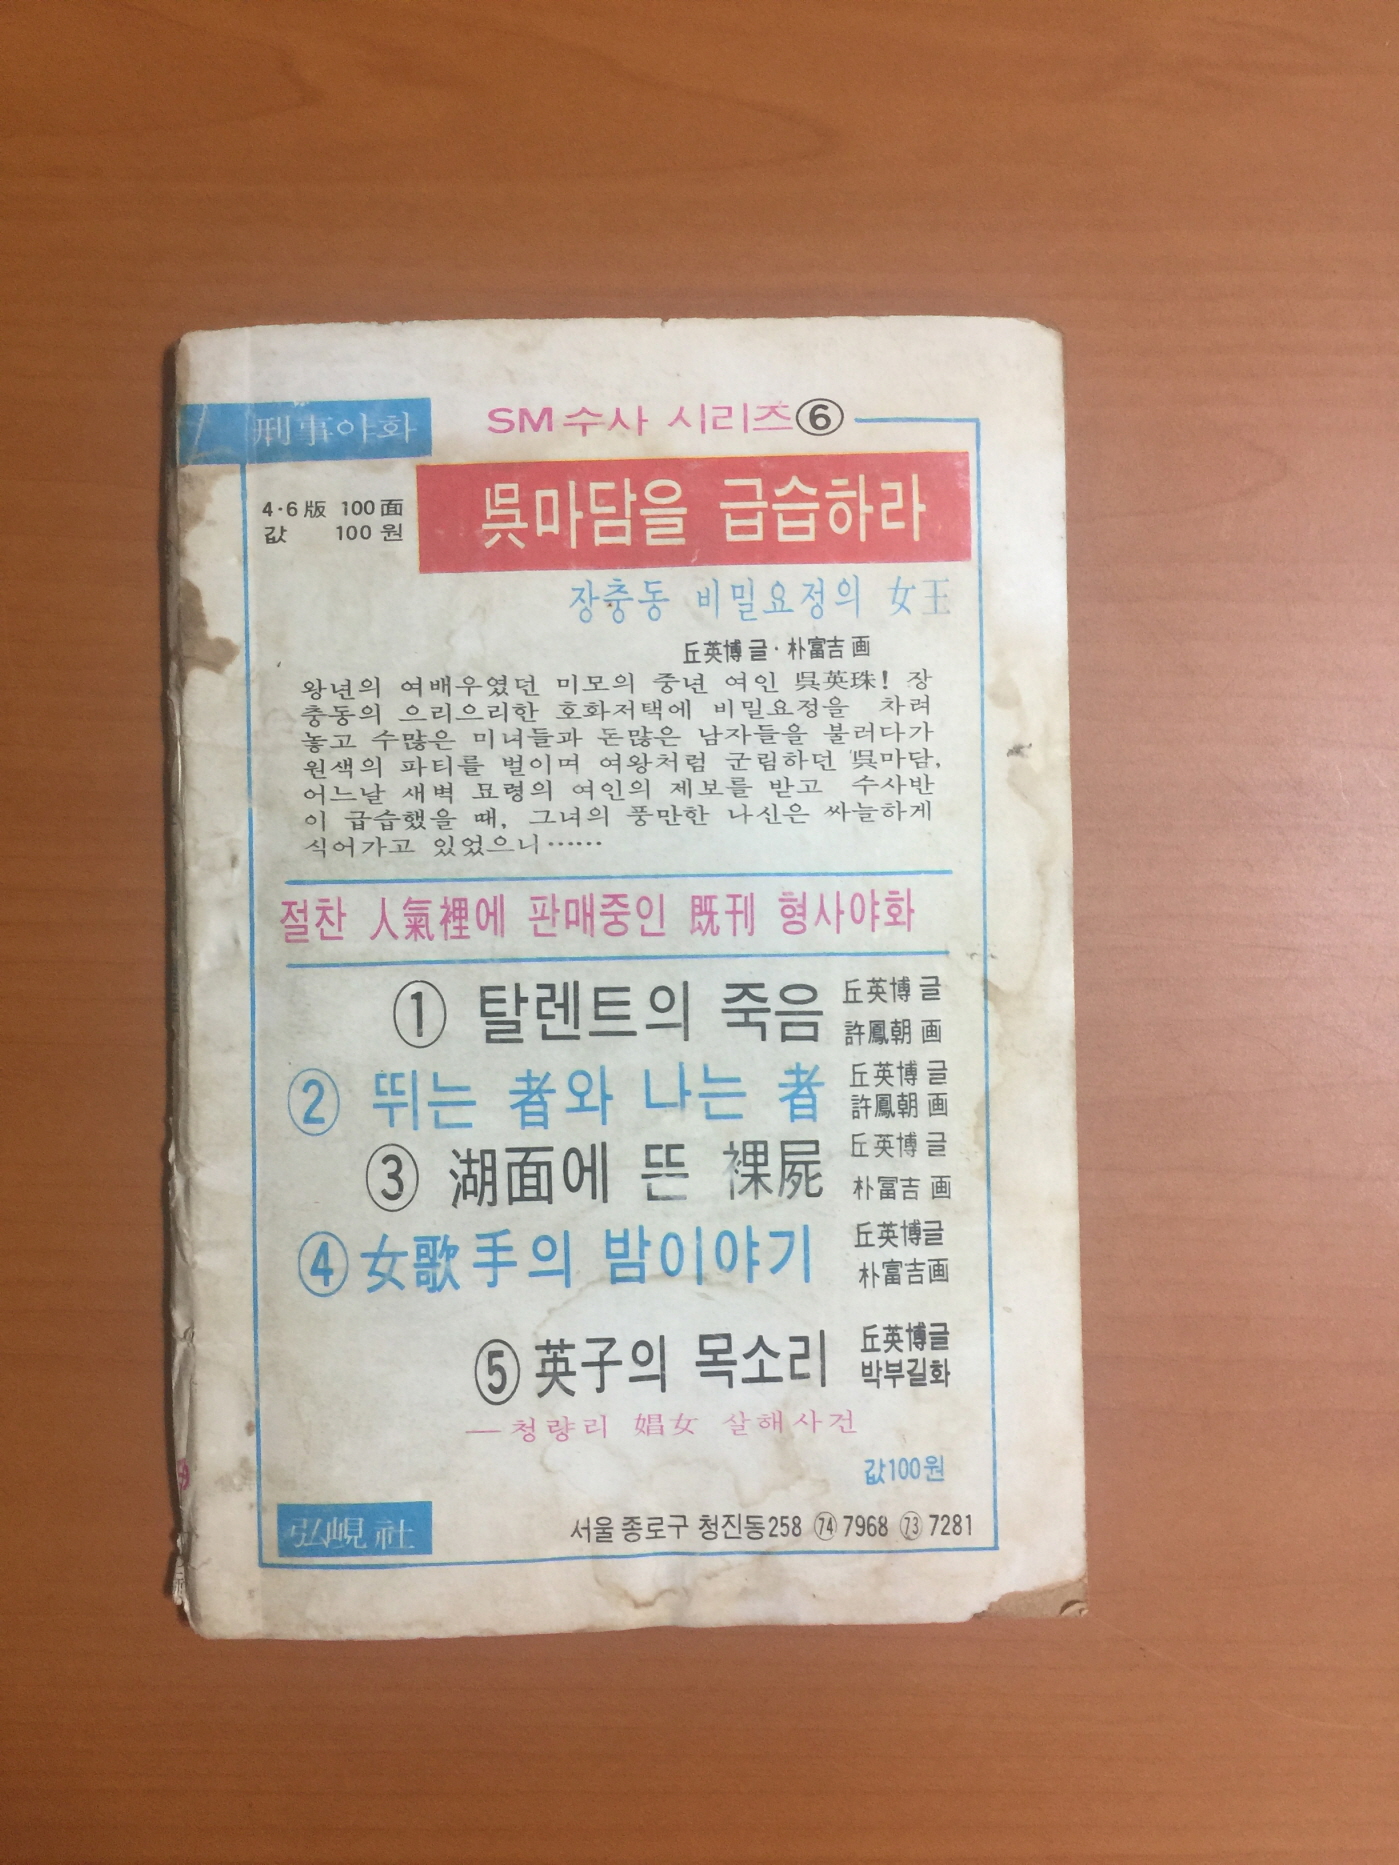 刑事야화
SM수사 시리즈⑥
4·6版 100面
값 100원
吳마담을 급습하라
장충동 비밀요정의 女王
丘英博 글·朴富吉 画
왕년의 여배우였던 미모의 중년 여인 吳英珠! 장
충동의 으리으리한 호화저택에 비밀요정을 차려
놓고 수많은 미녀들과 돈많은 남자들을 불러다가
원색의 파티를 벌이며 여왕처럼 군림하던 吳마담,
어느날 새벽 묘령의 여인의 제보를 받고 수사반
이 급습했을 때, 그녀의 풍만한 나신은 싸늘하게
식어가고 있었으니……
절찬 人氣裡에 판매중인 既刊 형사야화
① 탈렌트의 죽음 丘英博 글
許鳳朝 画
② 뛰는 者와 나는 者 丘英博 글
許鳳朝 画
③ 湖面에 뜬 裸屍 丘英博 글
朴富吉 画
④ 女歌手의 밤이야기 丘英博글
朴富吉画
⑤ 英子의 목소리 丘英博글
박부길화
—청량리 娼女 살해사건
값100원
弘峴社
서울 종로구 청진동258 ㉔7968 ㉓7281